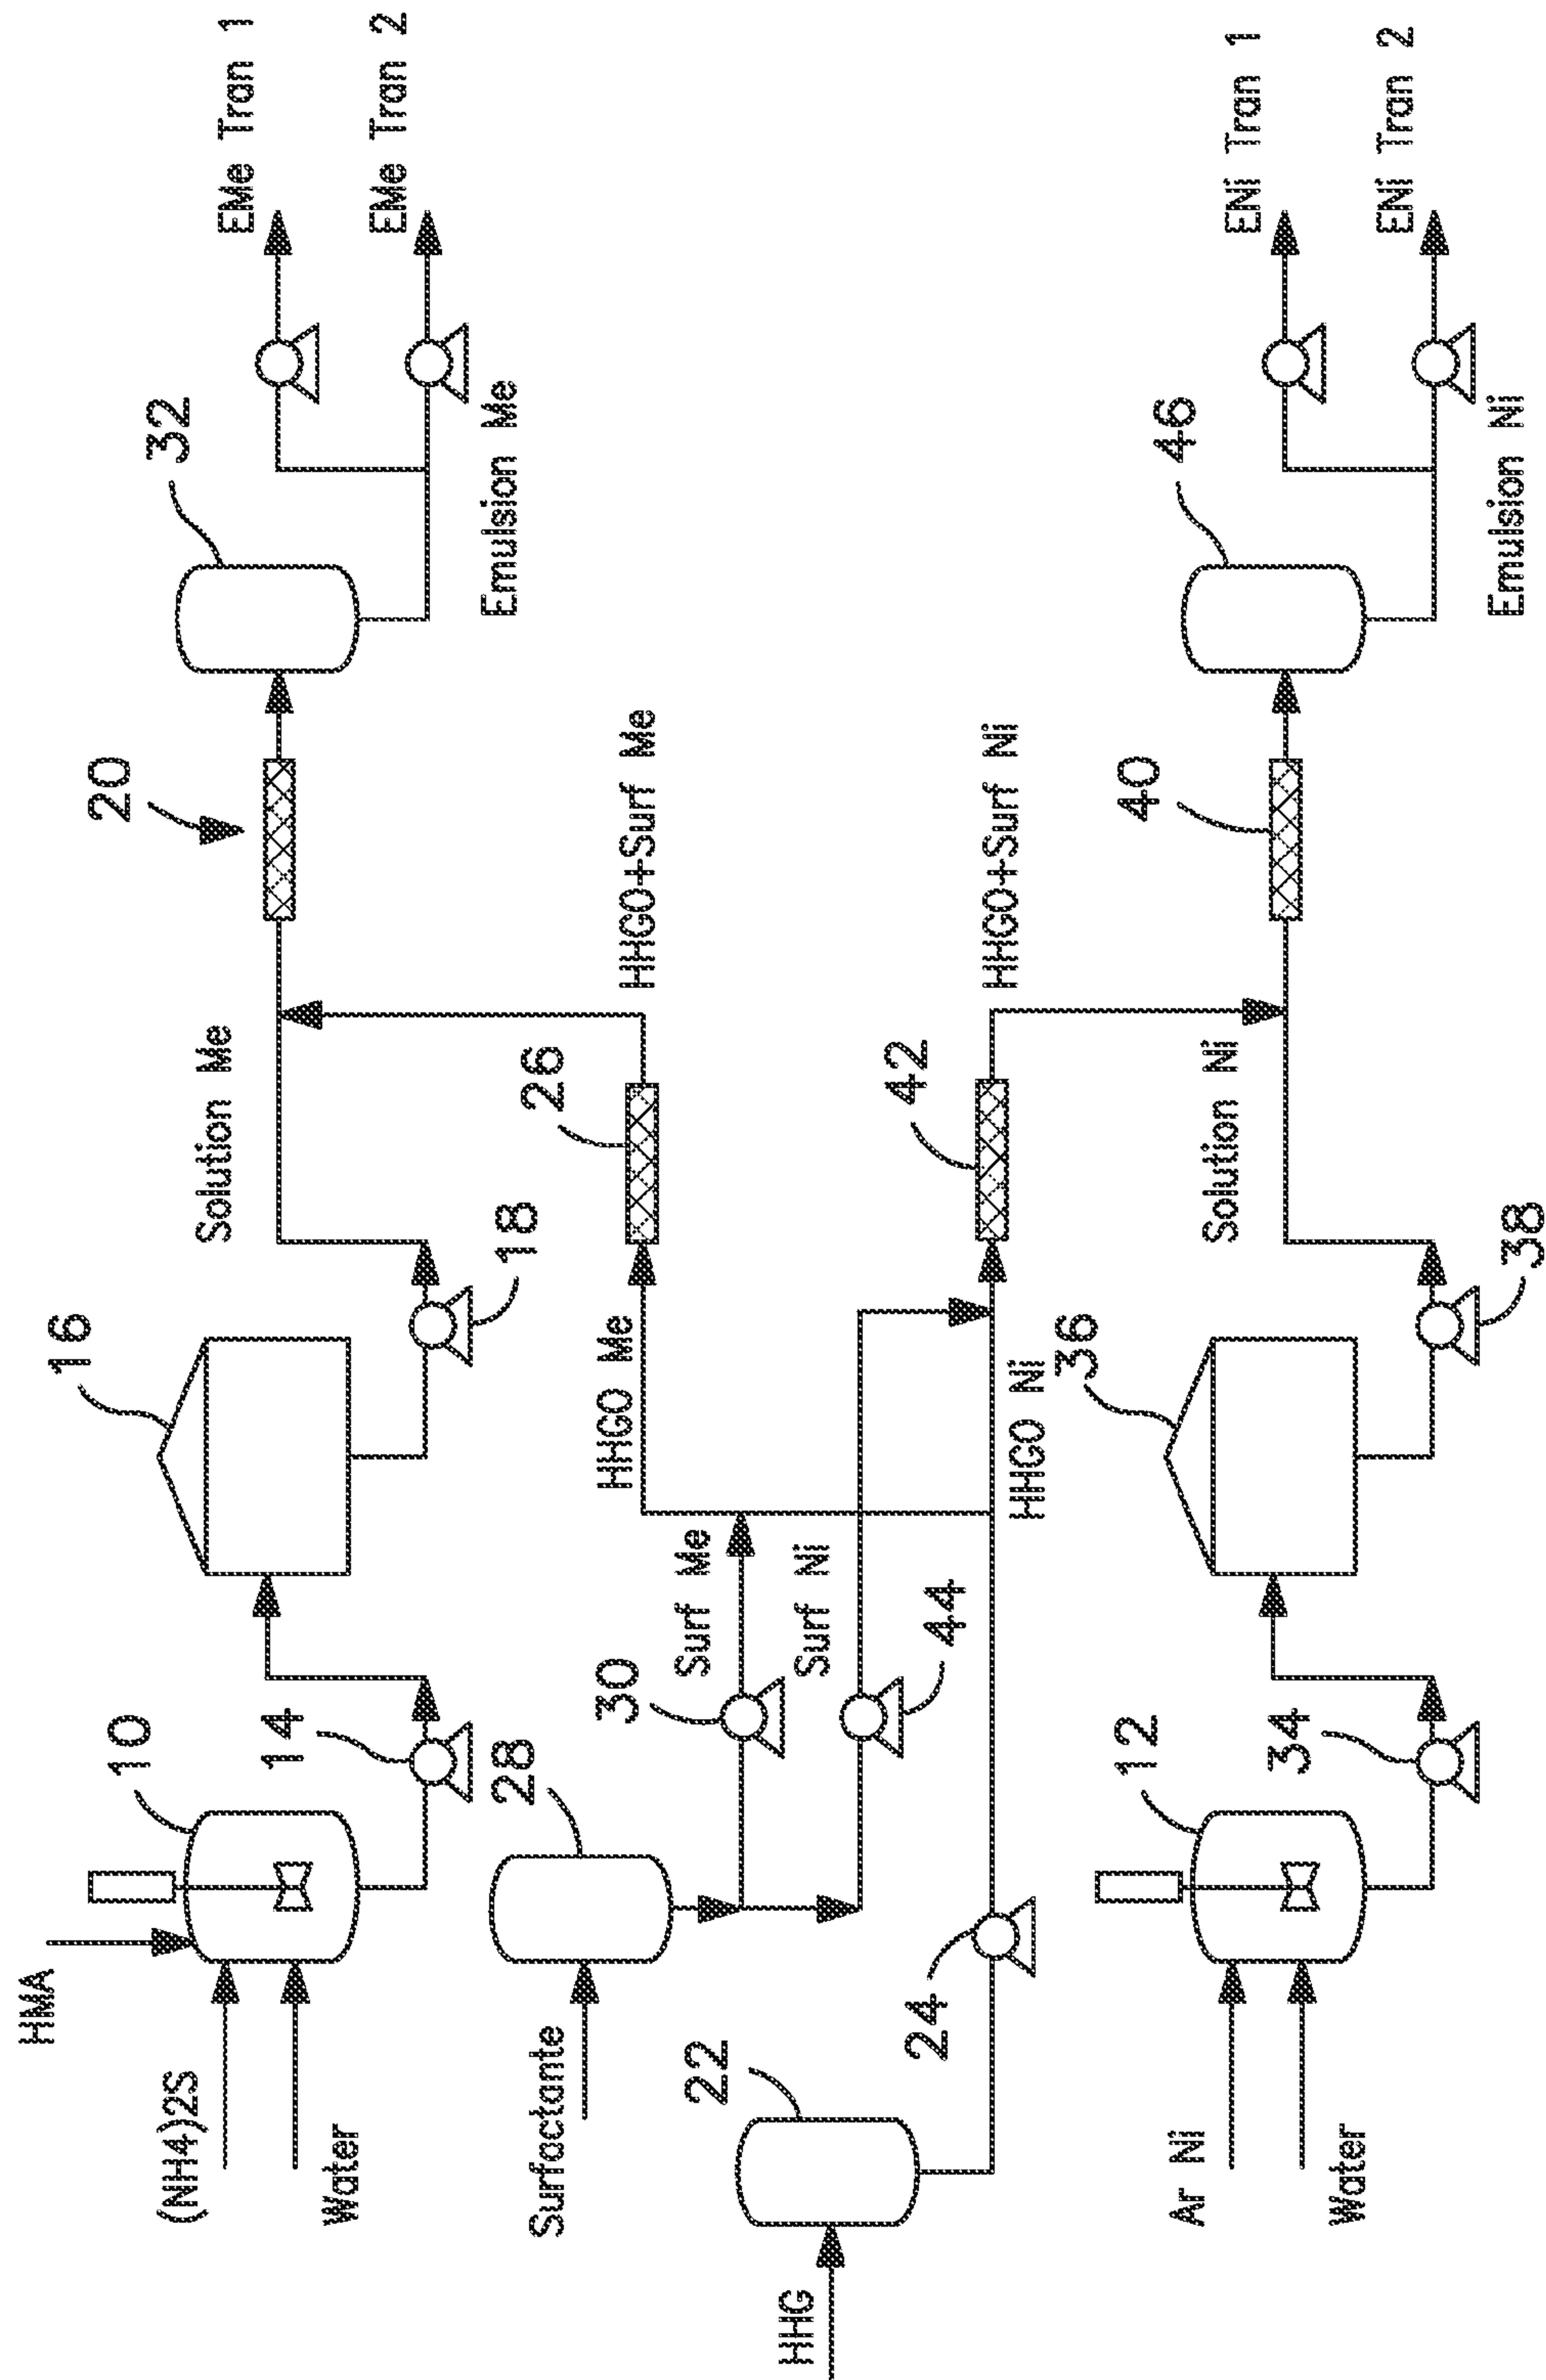 HMA
(NH4)2S
Water
10
14
16
18
Solution Me
20
32
EMe Tran 1
EMe Tran 2
Emulsion Me
Surfactante
28
30
Surf Me
Surf Ni
44
HHGO Me
26
HHGO+Surf Me
HHG
22
24
HHGO Ni
42
HHGO+Surf Ni
Ar Ni
Water
12
34
36
38
Solution Ni
40
46
ENi Tran 1
ENi Tran 2
Emulsion Ni